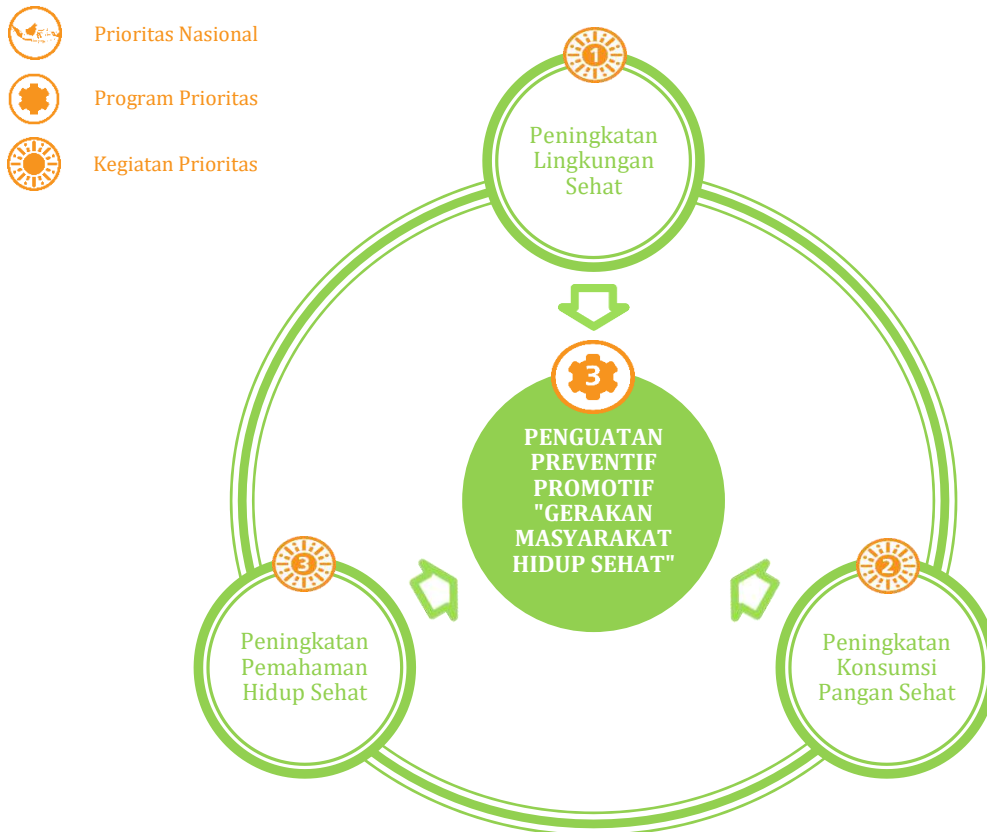 Prioritas Nasional
Program Prioritas
Kegiatan Prioritas
1
Peningkatan
Lingkungan
Sehat
3
PENGUATAN
PREVENTIF
PROMOTIF
"GERAKAN
MASYARAKAT
HIDUP SEHAT"
3
Peningkatan
Pemahaman
Hidup Sehat
2
Peningkatan
Konsumsi
Pangan Sehat